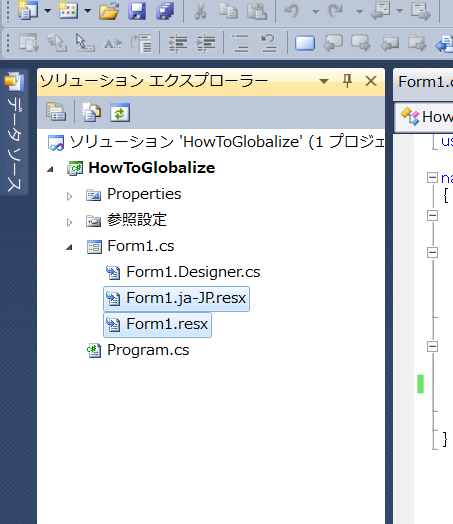 ソリューション エクスプローラー
データ ソース
ソリューション 'HowToGlobalize' (1 プロジェ
HowToGlobalize
Properties
参照設定
Form1.cs
Form1.Designer.cs
Form1.ja-JP.resx
Form1.resx
Program.cs
Form1.c
How
us
na
{
}